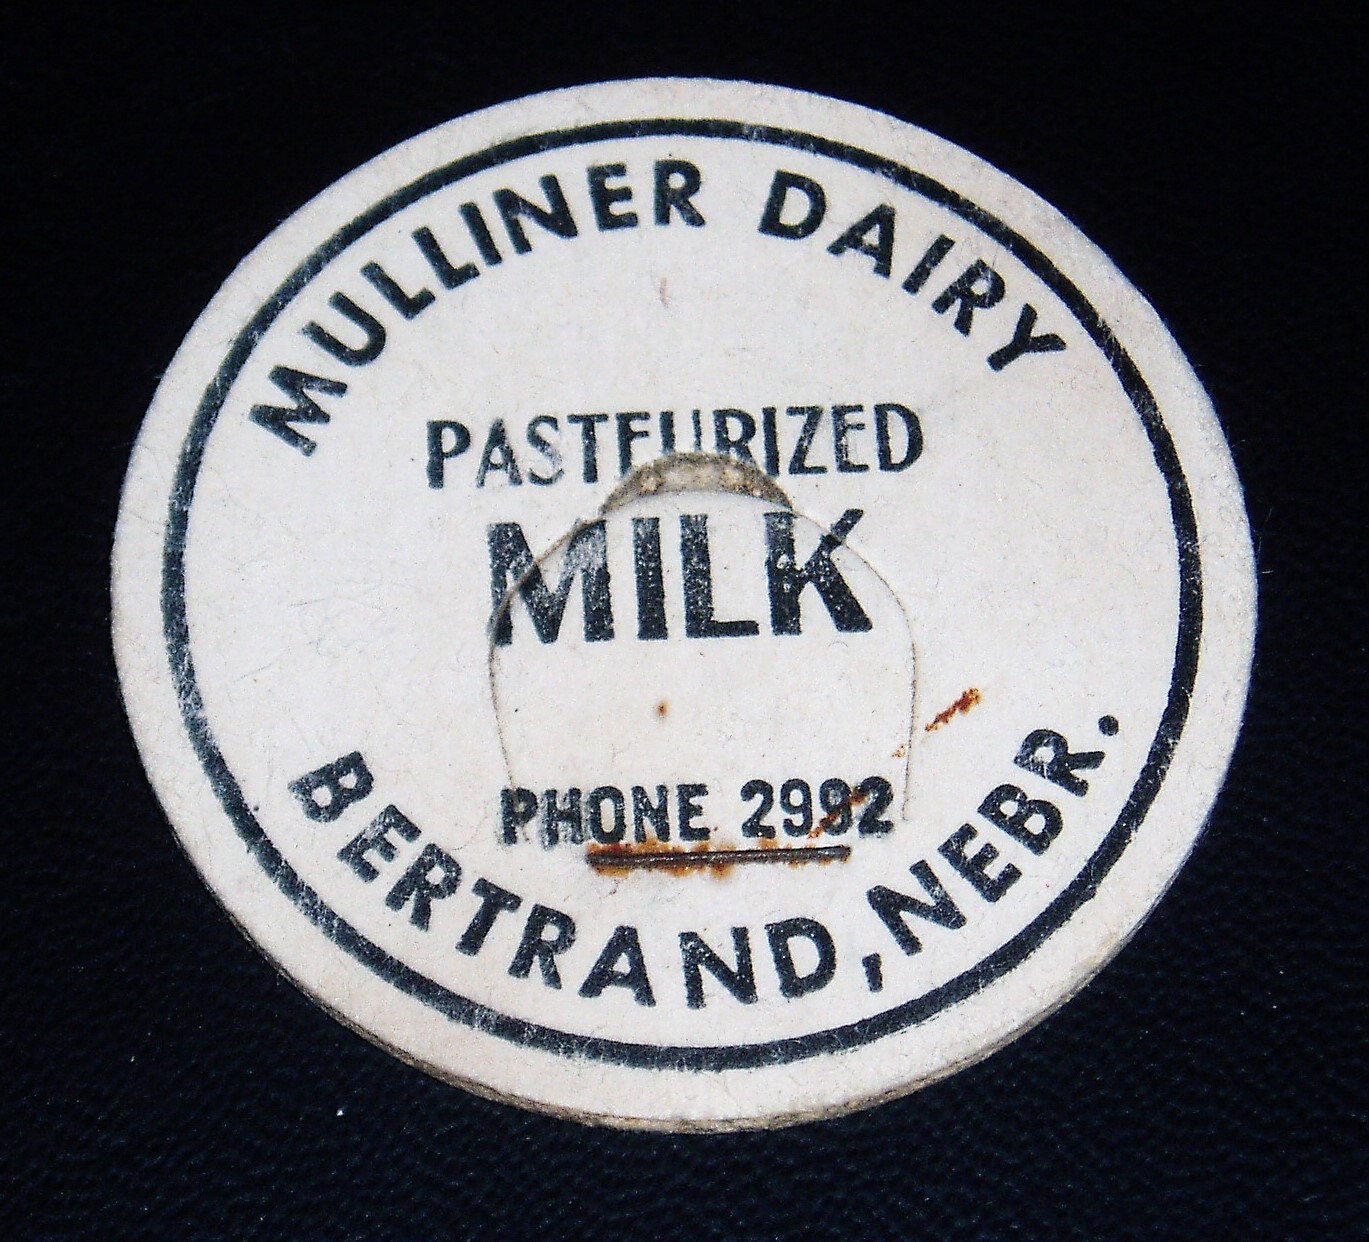 MULLINER DAIRY
PASTEURIZED
MILK
PHONE 2992
BERTRAND, NEBR.